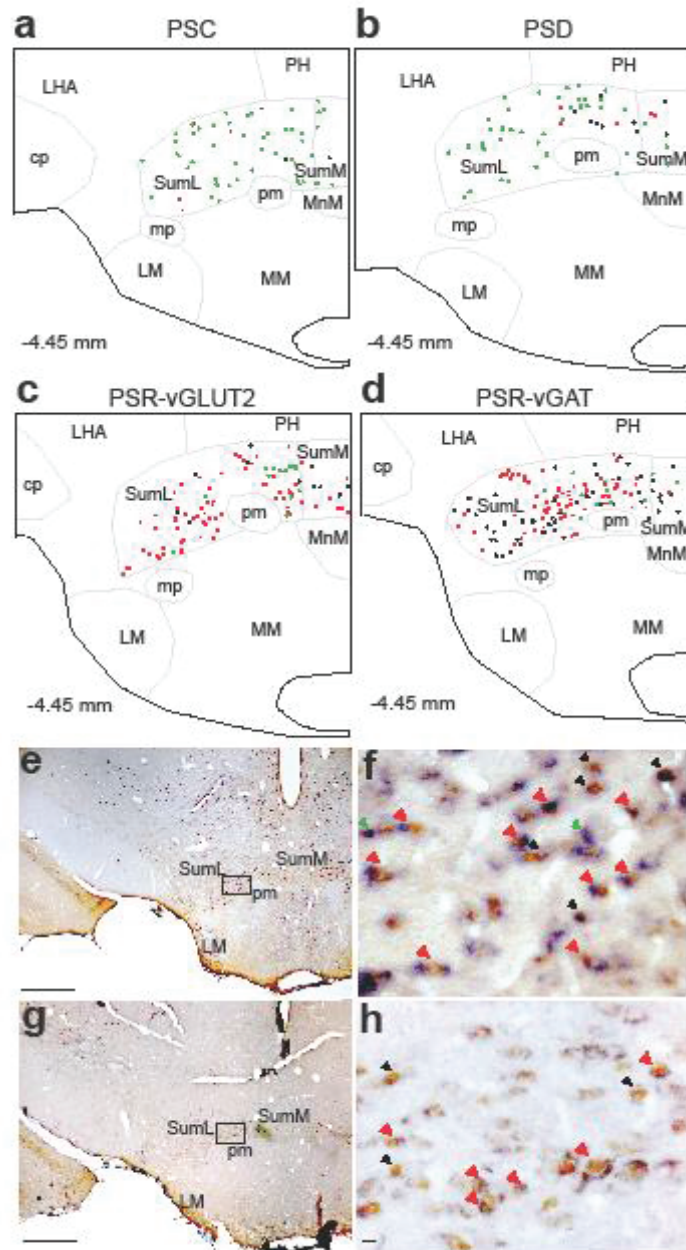 a PSC
PH
LHA
cp
SumL
SumM
pm
MnM
mp
LM
MM
-4.45 mm
b PSD
PH
LHA
SumL
SumM
pm
MnM
mp
LM
MM
-4.45 mm
c PSR-vGLUT2
PH
LHA
SumM
cp
SumL
pm
MnM
mp
LM
MM
-4.45 mm
d PSR-vGAT
PH
LHA
cp
SumL
pm
SumM
MnM
mp
LM
MM
-4.45 mm
e
SumL
SumM
pm
LM
f
g
SumL
SumM
pm
LM
h